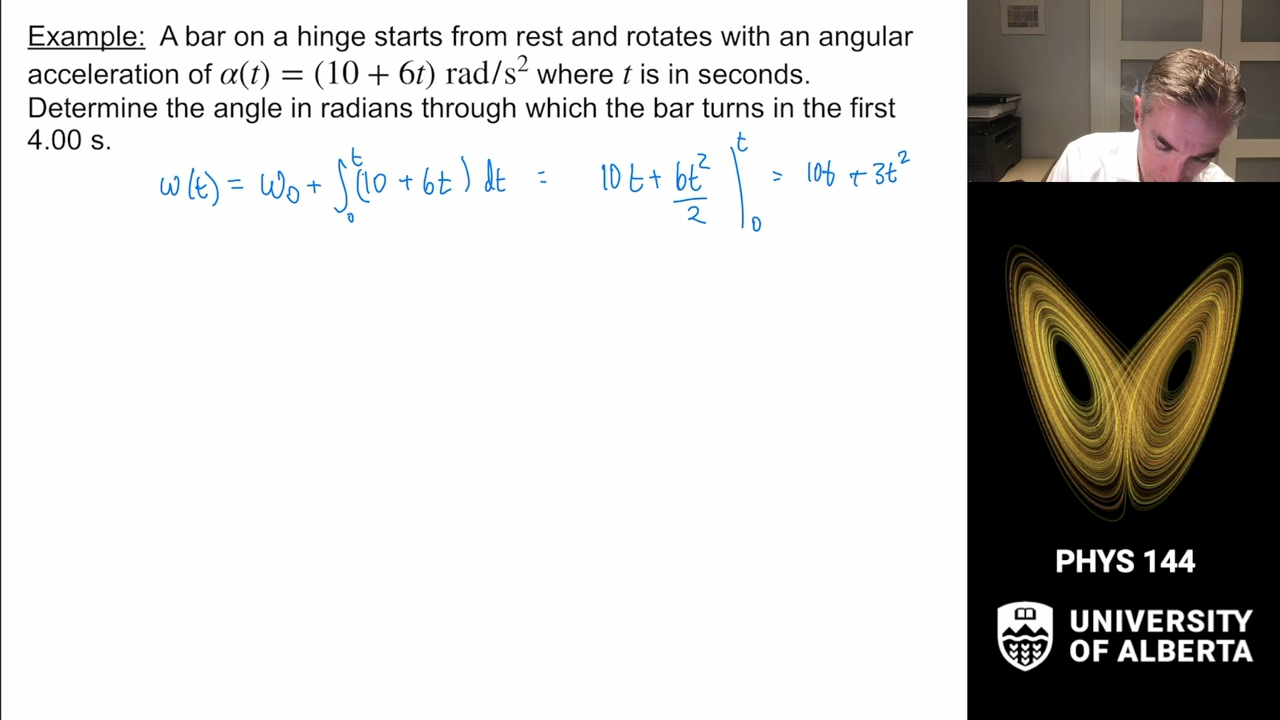 Example: A bar on a hinge starts from rest and rotates with an angular
acceleration of α(t) = (10 + 6t) rad/s² where t is in seconds.
Determine the angle in radians through which the bar turns in the first
4.00 s.
ω(t) = ω₀ + ∫₀ᵗ (10 + 6t) dt = 10t + 6t²/2 |₀ᵗ = 10t + 3t²
PHYS 144
UNIVERSITY
OF ALBERTA